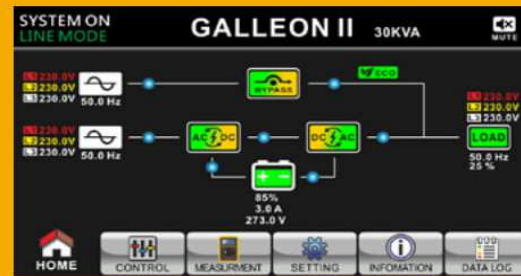 SYSTEM ON
LINE MODE
GALLEON II 30KVA
MUTE
L1 230.0V
L2 230.0V
L3 230.0V
50.0 Hz
BYPASS
ECO
L1 230.0V
L2 230.0V
L3 230.0V
50.0 Hz
AC DC
DC AC
L1 230.0V
L2 230.0V
L3 230.0V
LOAD
50.0 Hz
25 %
85%
3.0 A
273.0 V
HOME
CONTROL
MEASURMENT
SETTING
INFOMATION
DATA LOG